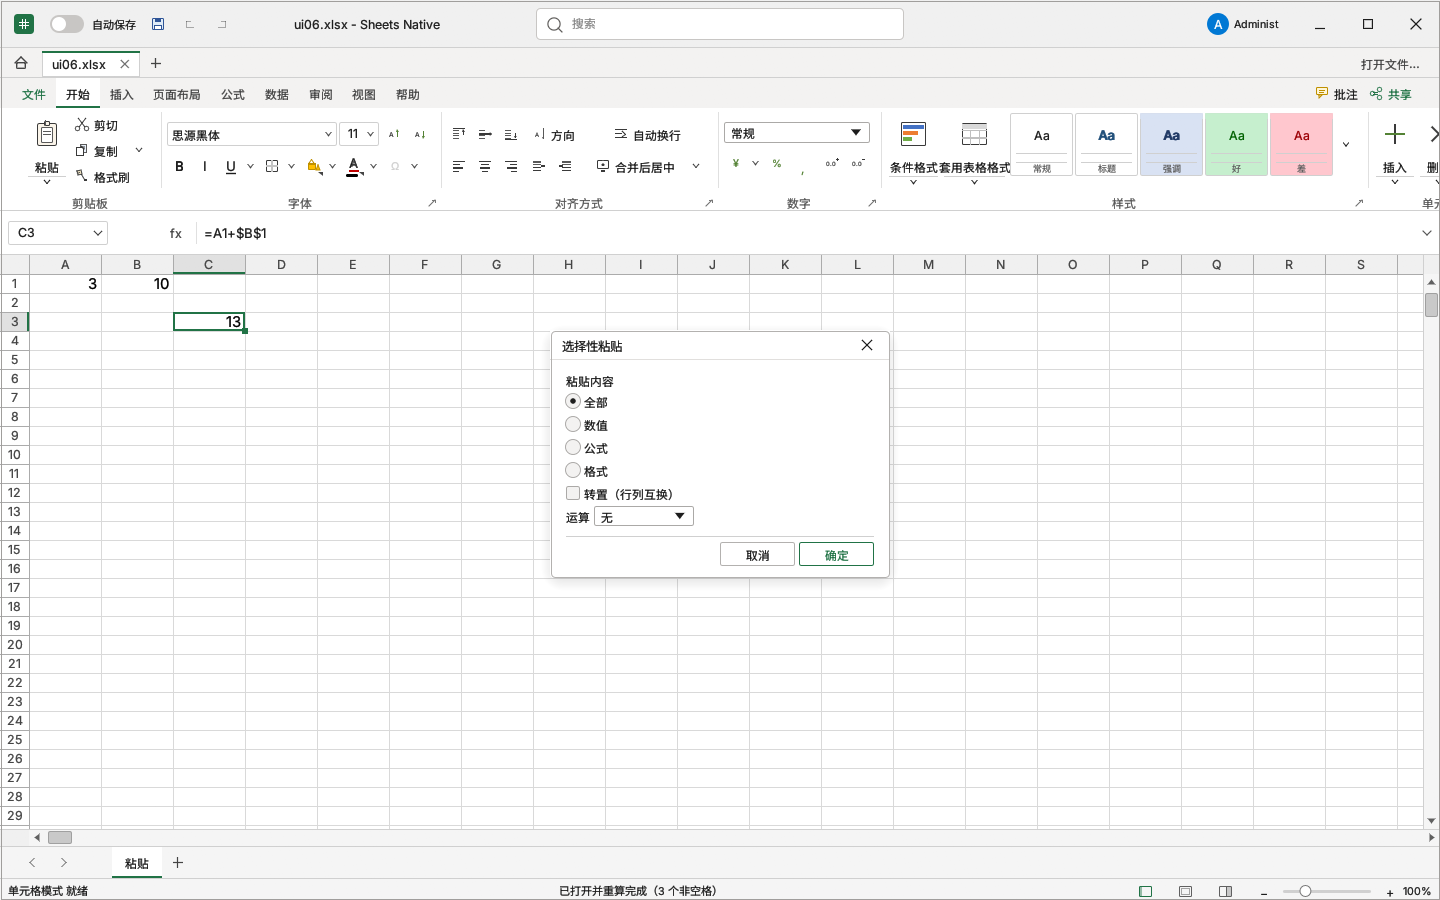 自动保存
ui06.xlsx - Sheets Native
搜索
A
Administ
ui06.xlsx
打开文件...
文件 开始 插入 页面布局 公式 数据 审阅 视图 帮助
批注 共享
粘贴
剪切
复制
格式刷
剪贴板
思源黑体
11
A A
B I U
A
Ω
字体
方向
自动换行
合并后居中
对齐方式
常规
¥ % , 0.0 0.0
数字
条件格式
套用表格格式
Aa 常规
Aa 标题
Aa 强调
Aa 好
Aa 差
样式
插入
删
单元
C3
fx
=A1+$B$1
A B C D E F G H I J K L M N O P Q R S
1 3 10
2
3 13
4
5
6
7
8
9
10
11
12
13
14
15
16
17
18
19
20
21
22
23
24
25
26
27
28
29
选择性粘贴
粘贴内容
全部
数值
公式
格式
转置（行列互换）
运算 无
取消 确定
粘贴
单元格模式 就绪
已打开并重算完成（3 个非空格）
100%